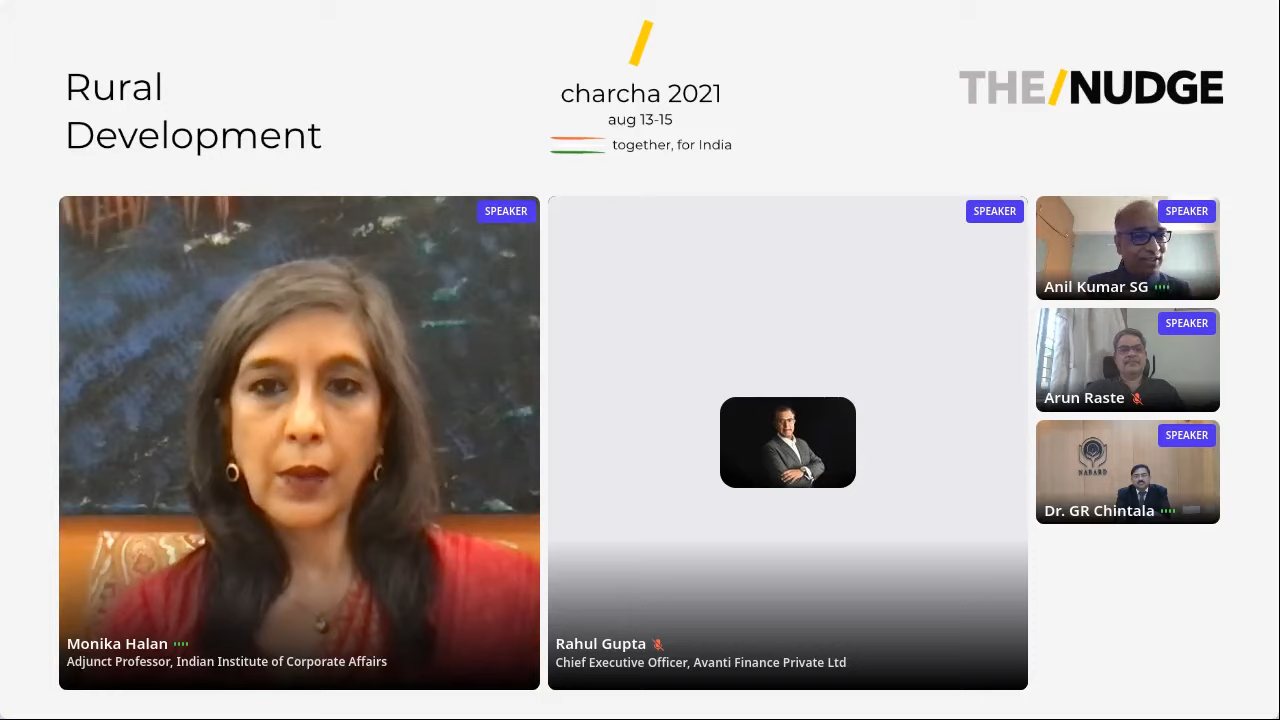 Rural
Development
charcha 2021
aug 13-15
together, for India
THE/NUDGE
SPEAKER
Monika Halan
Adjunct Professor, Indian Institute of Corporate Affairs
SPEAKER
Rahul Gupta
Chief Executive Officer, Avanti Finance Private Ltd
SPEAKER
Anil Kumar SG
SPEAKER
Arun Raste
SPEAKER
NABARD
Dr. GR Chintala